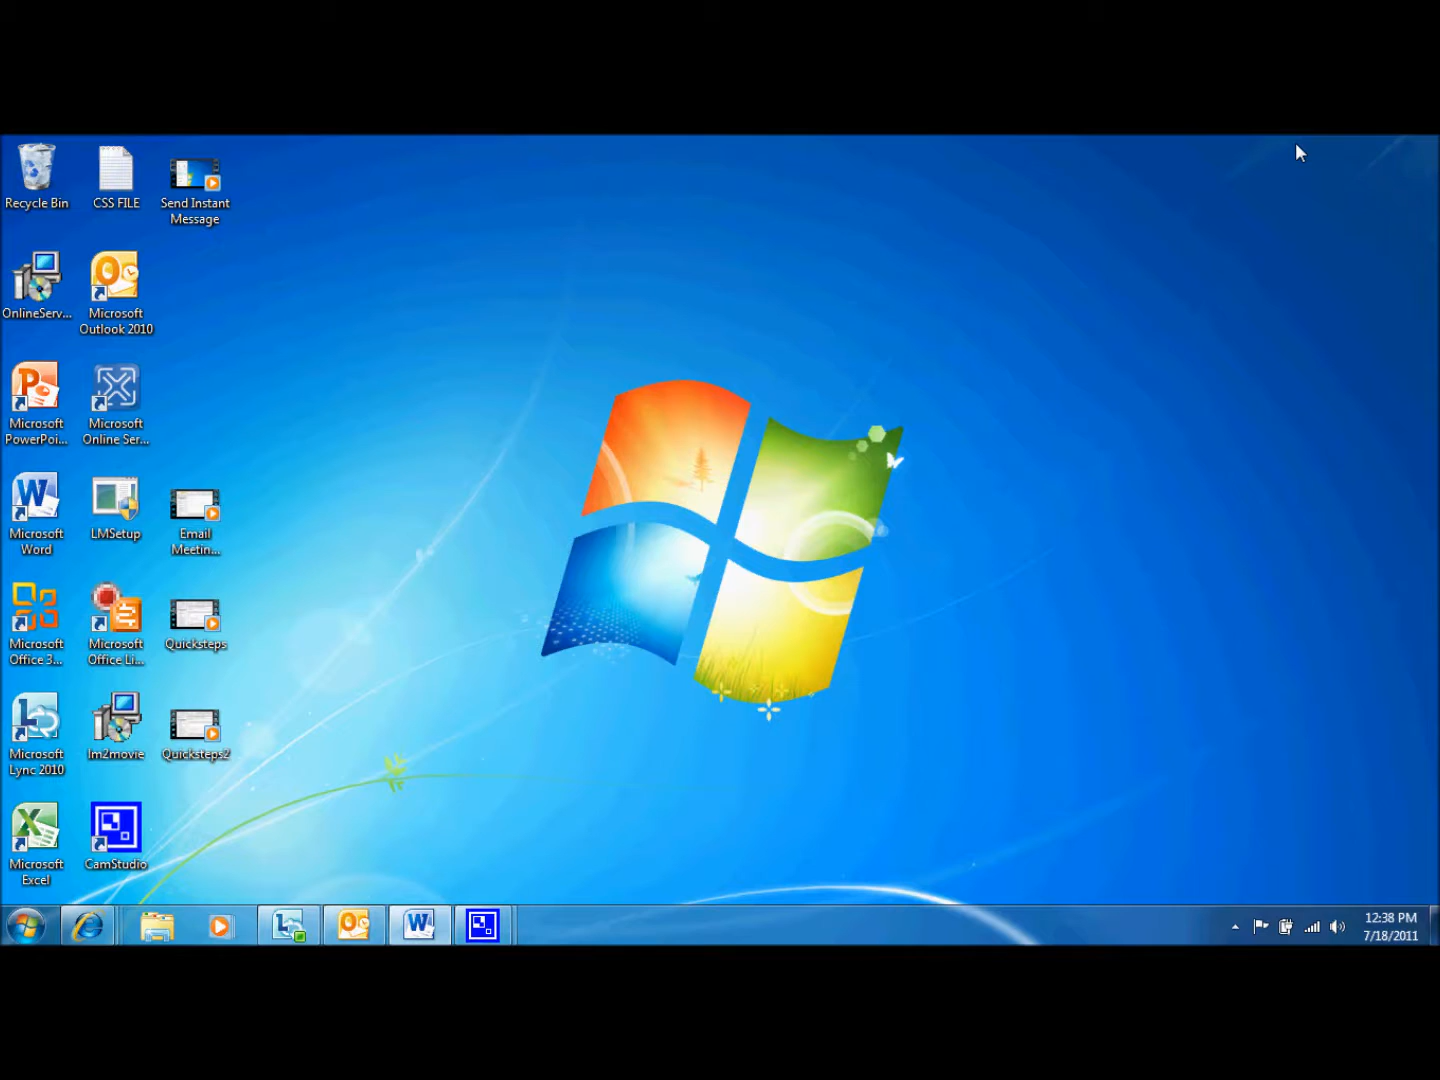 Recycle Bin
CSS FILE
Send Instant
Message
OnlineServ...
Microsoft
Outlook 2010
Microsoft
PowerPoi...
Microsoft
Online Ser...
Microsoft
Word
LMSetup
Email
Meetin...
Microsoft
Office 3...
Microsoft
Office Li...
Quicksteps
Microsoft
Lync 2010
lm2movie
Quicksteps2
Microsoft
Excel
CamStudio
12:38 PM
7/18/2011